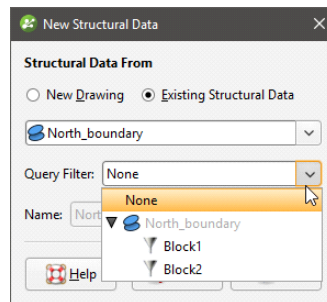 New Structural Data
Structural Data From
New Drawing Existing Structural Data
North_boundary
Query Filter: None
None
Name: Nort
North_boundary
Block1
Block2
Help